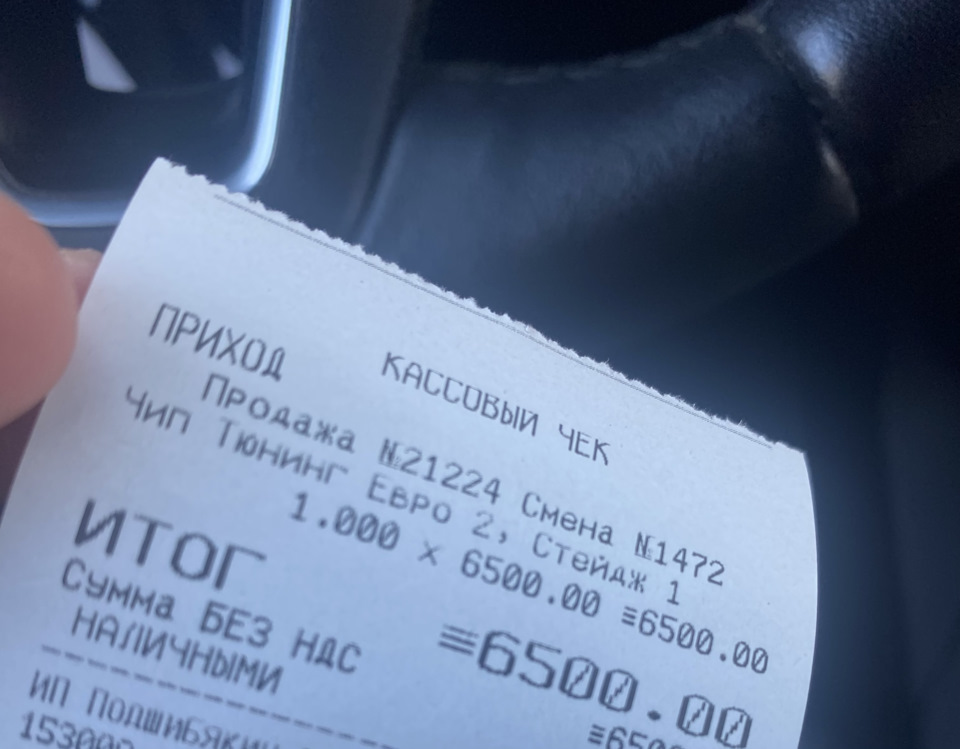 КАССОВЫЙ ЧЕК
ПРИХОД
Продажа №21224 Смена №1472
Чип Тюнинг Евро 2, Стейдж 1
1.000 x 6500.00 ≡6500.00
ИТОГ ≡6500.00
Сумма БЕЗ НДС
НАЛИЧНЫМИ
ИП